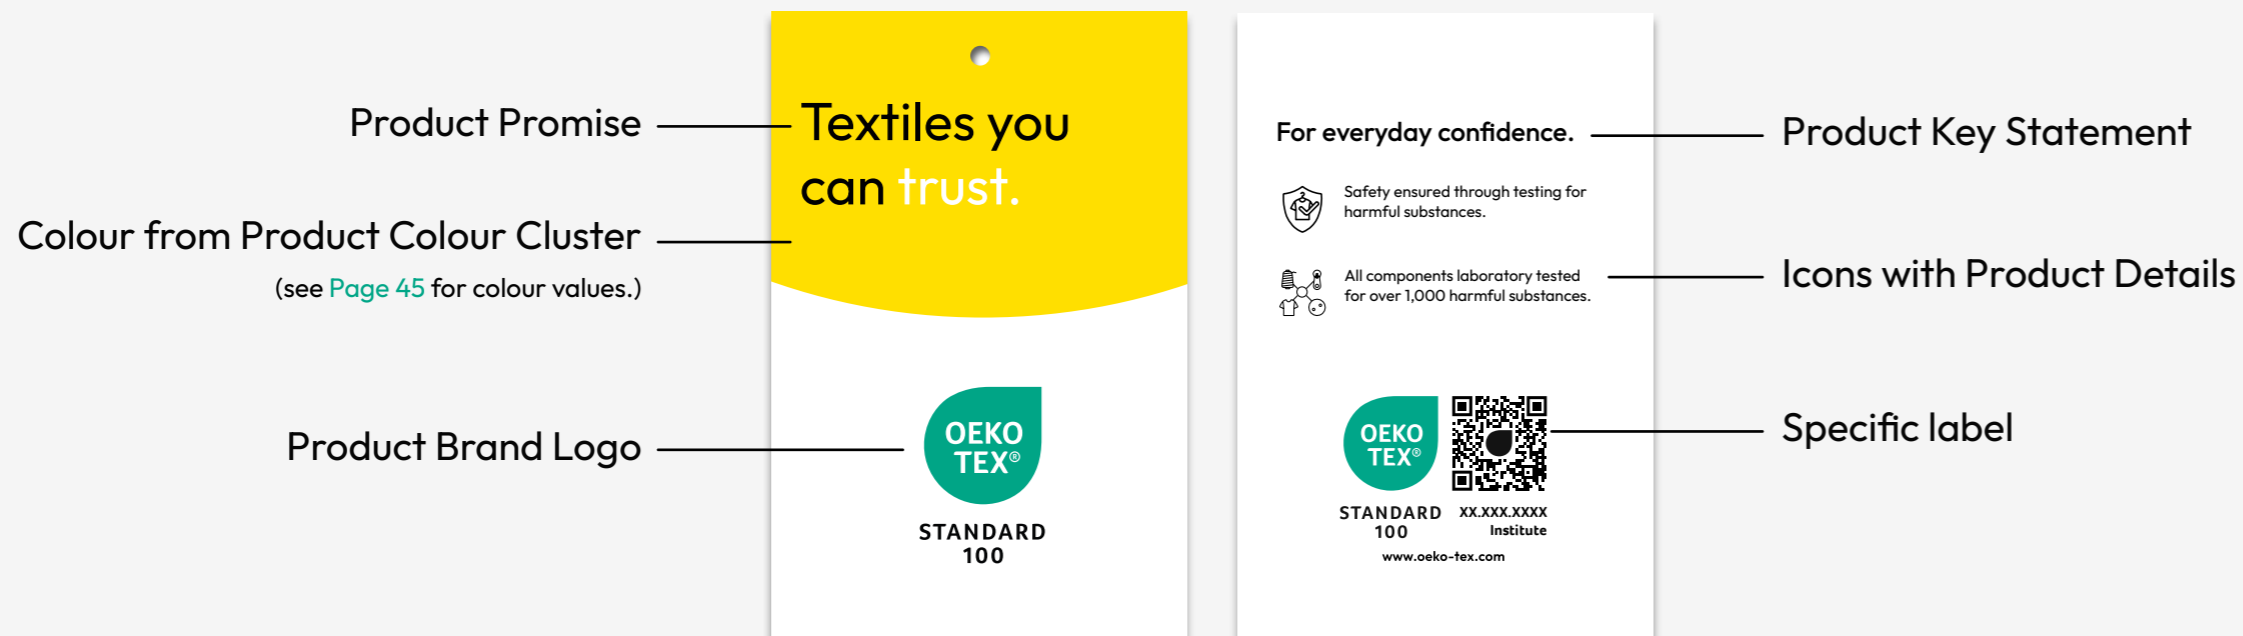 Product Promise
Colour from Product Colour Cluster
(see Page 45 for colour values.)
Product Brand Logo
Textiles you
can trust.
OEKO
TEX®
STANDARD
100
For everyday confidence.
Safety ensured through testing for
harmful substances.
All components laboratory tested
for over 1,000 harmful substances.
OEKO
TEX®
STANDARD
100
XX.XXX.XXXX
Institute
www.oeko-tex.com
Product Key Statement
Icons with Product Details
Specific label